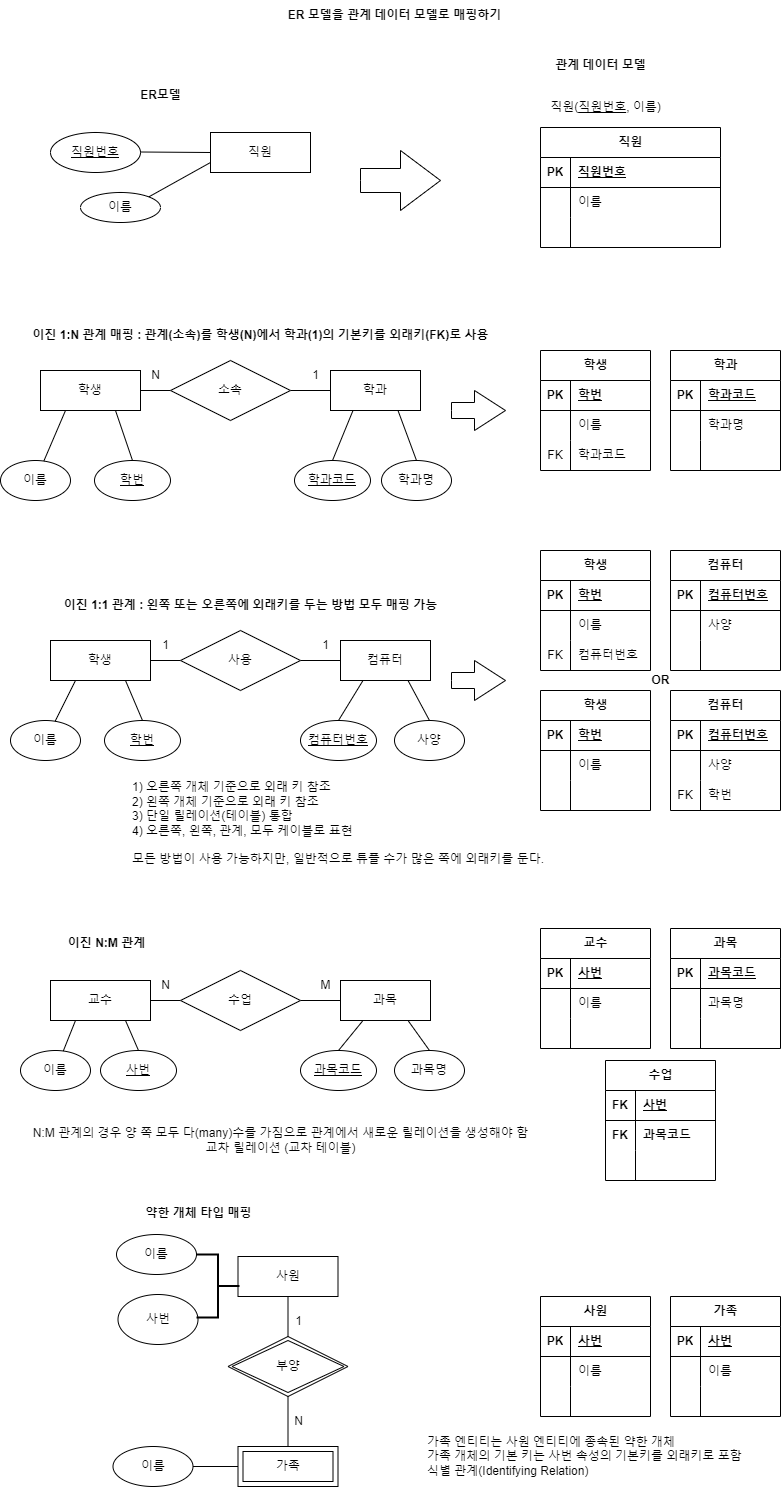 ER 모델을 관계 데이터 모델로 매핑하기
ER모델
관계 데이터 모델
직원(직원번호, 이름)
직원번호
직원
이름
직원
PK 직원번호
이름
이진 1:N 관계 매핑 : 관계(소속)를 학생(N)에서 학과(1)의 기본키를 외래키(FK)로 사용
학생
N
소속
1
학과
이름
학번
학과코드
학과명
학생
PK 학번
이름
FK 학과코드
학과
PK 학과코드
학과명
이진 1:1 관계 : 왼쪽 또는 오른쪽에 외래키를 두는 방법 모두 매핑 가능
학생
1
사용
1
컴퓨터
이름
학번
컴퓨터번호
사양
학생
PK 학번
이름
FK 컴퓨터번호
컴퓨터
PK 컴퓨터번호
사양
OR
학생
PK 학번
이름
컴퓨터
PK 컴퓨터번호
사양
FK 학번
1) 오른쪽 개체 기준으로 외래 키 참조
2) 왼쪽 개체 기준으로 외래 키 참조
3) 단일 릴레이션(테이블) 통합
4) 오른쪽, 왼쪽, 관계, 모두 케이블로 표현
모든 방법이 사용 가능하지만, 일반적으로 튜플 수가 많은 쪽에 외래키를 둔다.
이진 N:M 관계
교수
N
수업
M
과목
이름
사번
과목코드
과목명
교수
PK 사번
이름
과목
PK 과목코드
과목명
수업
FK 사번
FK 과목코드
N:M 관계의 경우 양 쪽 모두 다(many)수를 가짐으로 관계에서 새로운 릴레이션을 생성해야 함
교차 릴레이션 (교차 테이블)
약한 개체 타입 매핑
이름
사원
사번
1
부양
N
이름
가족
사원
PK 사번
이름
가족
PK 사번
이름
가족 엔티티는 사원 엔티티에 종속된 약한 개체
가족 개체의 기본 키는 사번 속성의 기본키를 외래키로 포함
식별 관계(Identifying Relation)